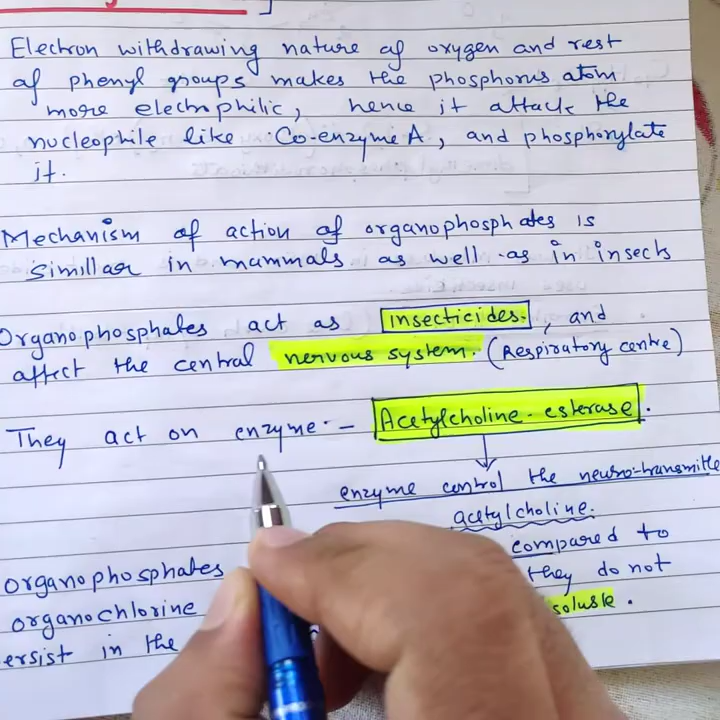 Electron withdrawing nature of oxygen and rest
of phenyl groups makes the phosphorus atom
more electrophilic, hence it attack the
nucleophile like Co-enzyme A, and phosphorylate
it.
Mechanism of action of organophosphates is
simillar in mammals as well as in insects
Organophosphates act as insecticides, and
affect the central nervous system. (Respiratory centre)
They act on enzyme - Acetylcholine-esterase.
enzyme control the neuro-transmitte
acetylcholine.
organophosphates compared to
organochlorine they do not
ersist in the soluble.